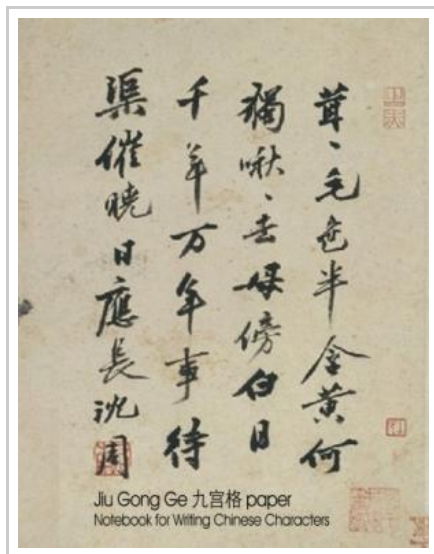 茸、毛色半含黄何
獨啾、去母傍白日
千年万年事待
渠催曉日應長沈周
Jiu Gong Ge 九宫格 paper
Notebook for Writing Chinese Characters